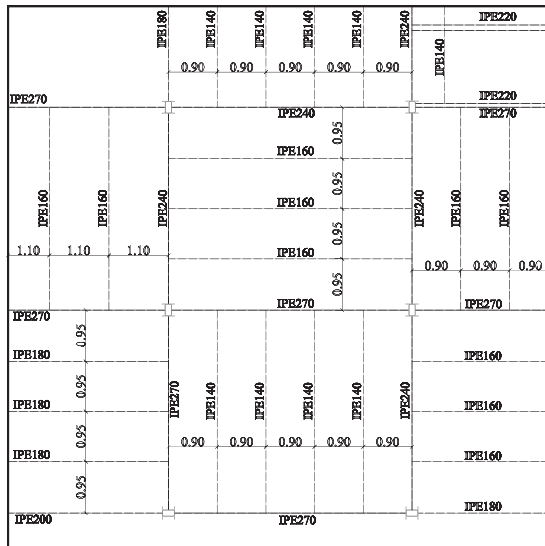 IPE180 IPE140 IPE140 IPE140 IPE140 IPE240 IPE220
IPE140
0.90 0.90 0.90 0.90 0.90
IPE270 IPE220
IPE240 IPE270
0.95
IPE160
IPE160 IPE160 IPE240 0.95 IPE240 IPE160 IPE160
IPE160
0.95
1.10 1.10 1.10 IPE160 0.90 0.90 0.90
0.95
IPE270 IPE270 IPE270
0.95
IPE180 IPE160
0.95 IPE270 IPE140 IPE140 IPE140 IPE140 IPE240
IPE180 IPE160
0.95 0.90 0.90 0.90 0.90 0.90
IPE180 IPE160
0.95
IPE200 IPE270 IPE180